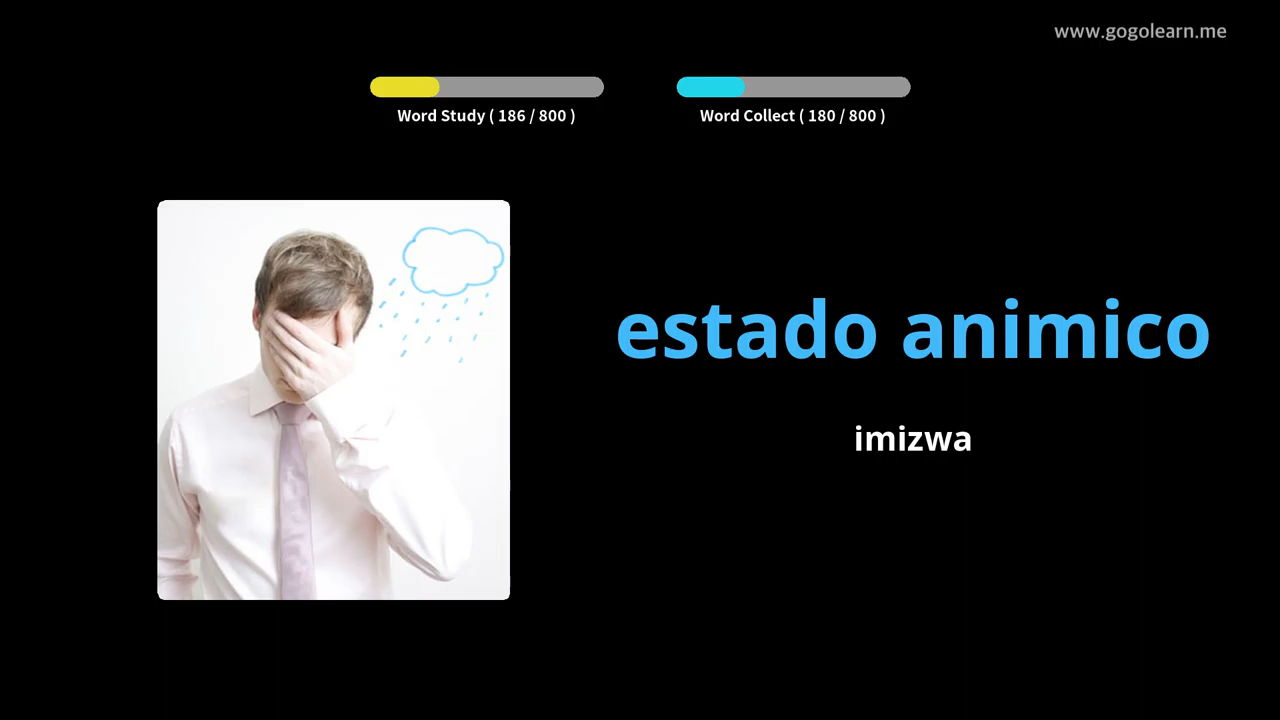 www.gogolearn.me
Word Study ( 186 / 800 )
Word Collect ( 180 / 800 )
estado animico
imizwa